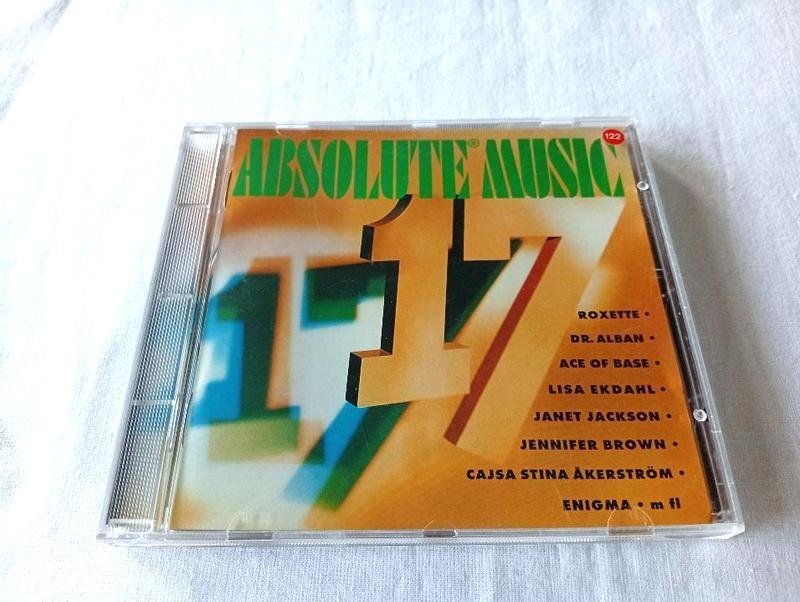 122
ABSOLUTE® MUSIC
17
17
ROXETTE •
DR. ALBAN •
ACE OF BASE •
LISA EKDAHL •
JANET JACKSON •
JENNIFER BROWN •
CAJSA STINA ÅKERSTRÖM •
ENIGMA • m fl